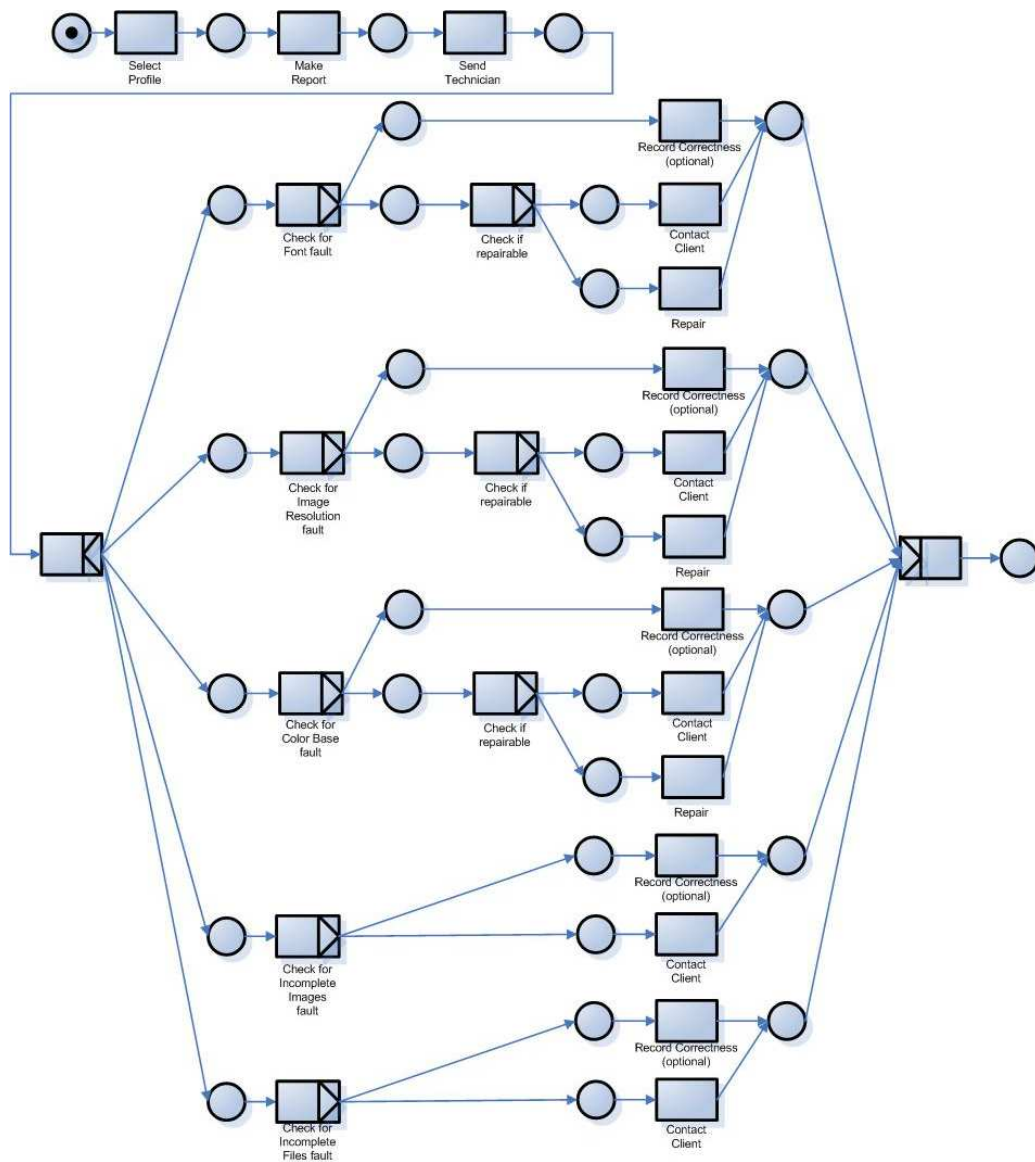 Select
Profile
Make
Report
Send
Technician
Record Correctness
(optional)
Check for
Font fault
Check if
repairable
Contact
Client
Repair
Record Correctness
(optional)
Check for
Image
Resolution
fault
Check if
repairable
Contact
Client
Repair
Record Correctness
(optional)
Check for
Color Base
fault
Check if
repairable
Contact
Client
Repair
Record Correctness
(optional)
Check for
Incomplete
Images
fault
Contact
Client
Record Correctness
(optional)
Check for
Incomplete
Files fault
Contact
Client